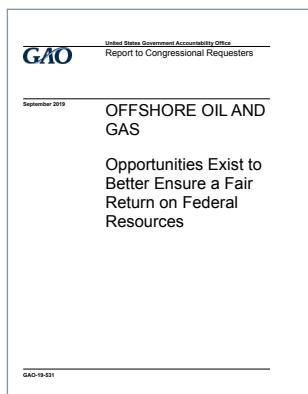 United States Government Accountability Office
GAO
Report to Congressional Requesters
September 2019
OFFSHORE OIL AND
GAS
Opportunities Exist to
Better Ensure a Fair
Return on Federal
Resources
GAO-19-531